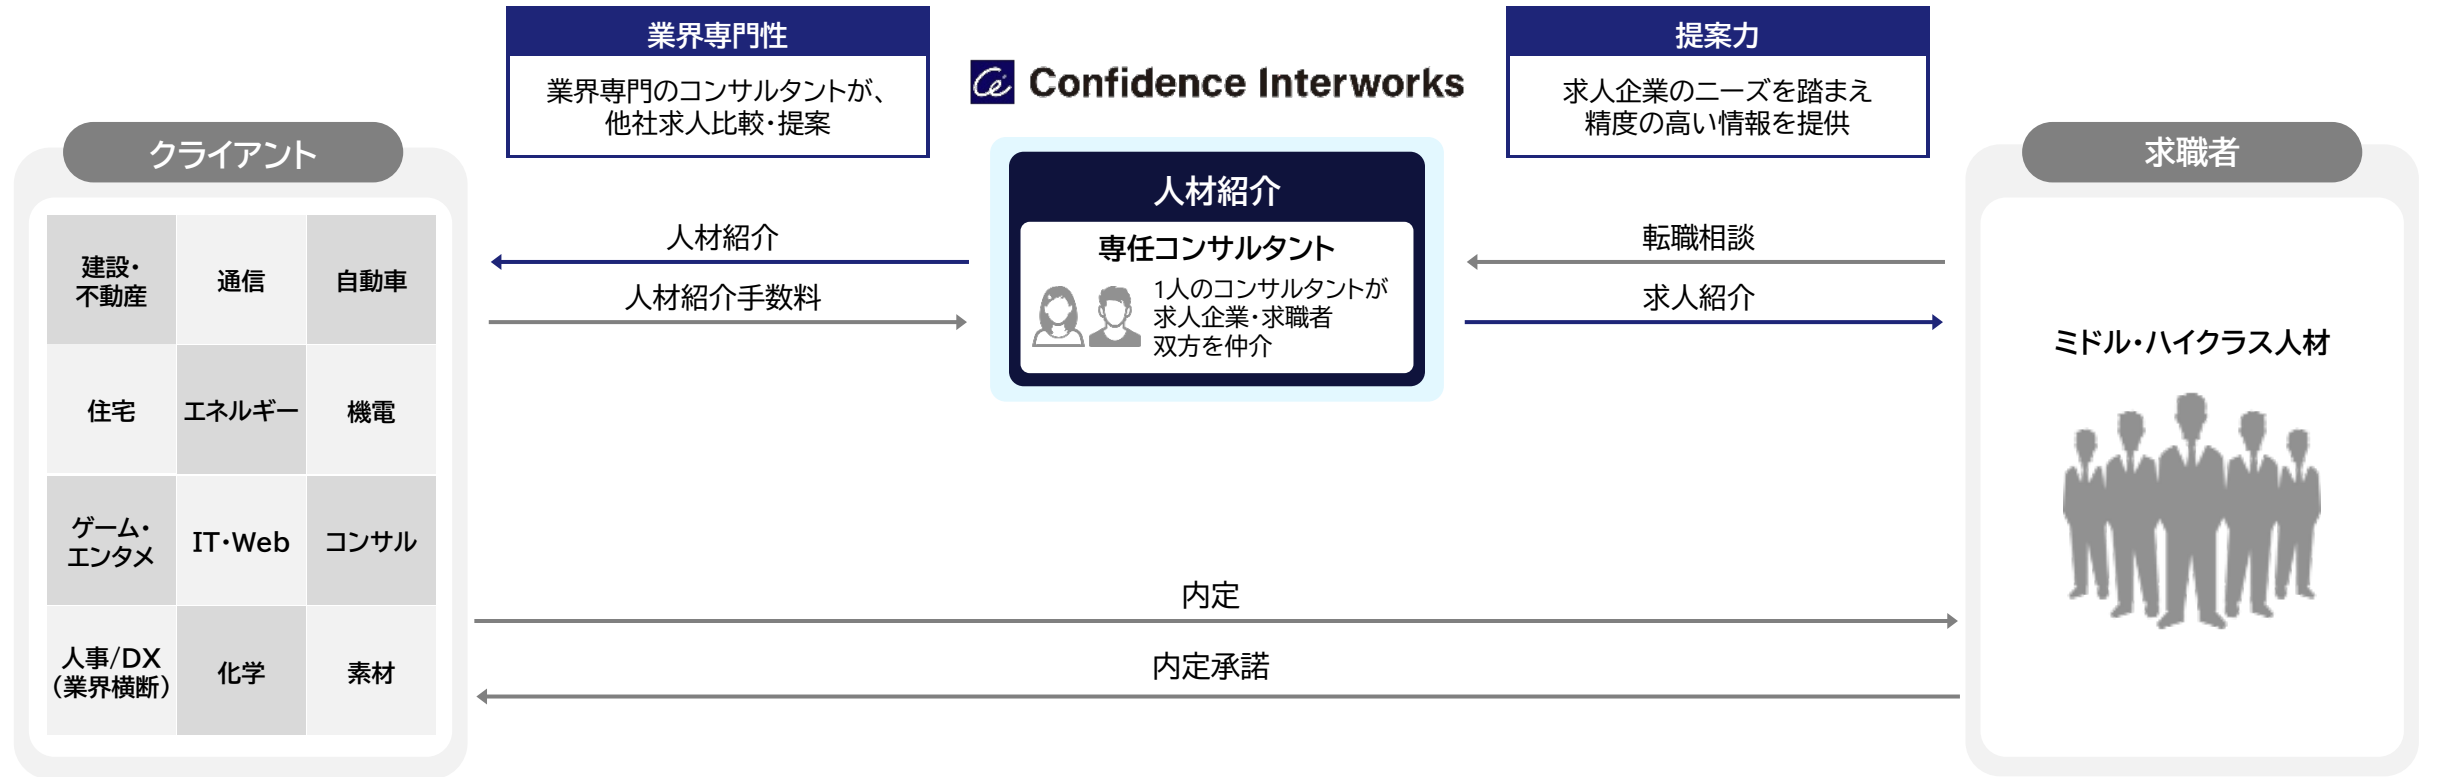 業界専門性
業界専門のコンサルタントが、
他社求人比較・提案
Confidence Interworks
提案力
求人企業のニーズを踏まえ
精度の高い情報を提供
クライアント
建設・
不動産
通信
自動車
住宅
エネルギー
機電
ゲーム・
エンタメ
IT・Web
コンサル
人事/DX
（業界横断）
化学
素材
人材紹介
人材紹介手数料
人材紹介
専任コンサルタント
1人のコンサルタントが
求人企業・求職者
双方を仲介
転職相談
求人紹介
内定
内定承諾
求職者
ミドル・ハイクラス人材